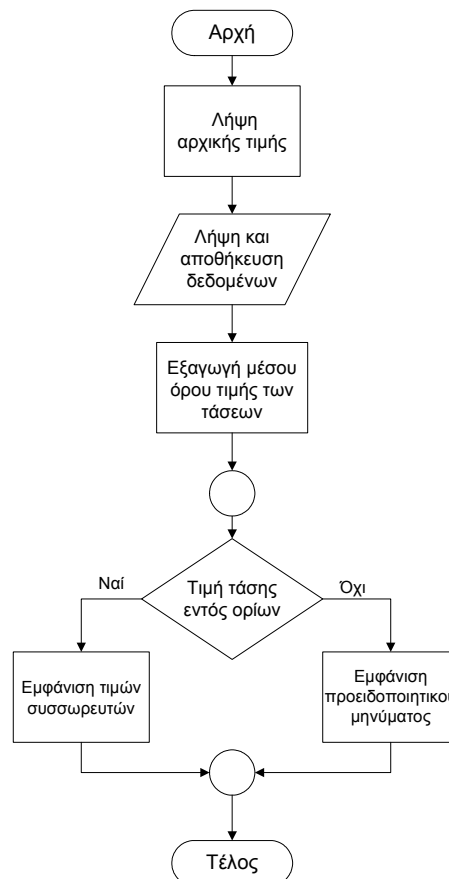 Αρχή
Λήψη
αρχικής τιμής
Λήψη και
αποθήκευση
δεδομένων
Εξαγωγή μέσου
όρου τιμής των
τάσεων
Ναί
Τιμή τάσης
εντός ορίων
Όχι
Εμφάνιση τιμών
συσσωρευτών
Εμφάνιση
προειδοποιητικού
μηνύματος
Τέλος